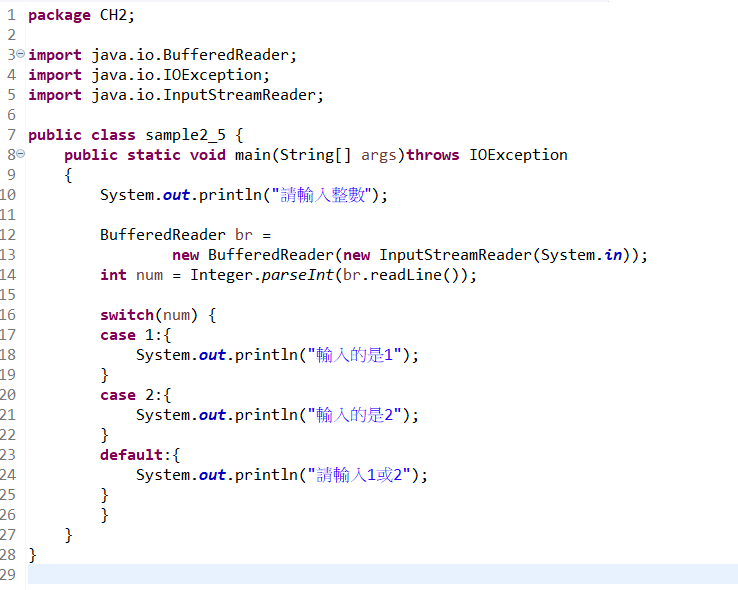 1 package CH2;
2
3 import java.io.BufferedReader;
4 import java.io.IOException;
5 import java.io.InputStreamReader;
6
7 public class sample2_5 {
8     public static void main(String[] args)throws IOException
9     {
10         System.out.println("請輸入整數");
11
12         BufferedReader br =
13                 new BufferedReader(new InputStreamReader(System.in));
14         int num = Integer.parseInt(br.readLine());
15
16         switch(num) {
17         case 1:{
18             System.out.println("輸入的是1");
19         }
20         case 2:{
21             System.out.println("輸入的是2");
22         }
23         default:{
24             System.out.println("請輸入1或2");
25         }
26         }
27     }
28 }
29